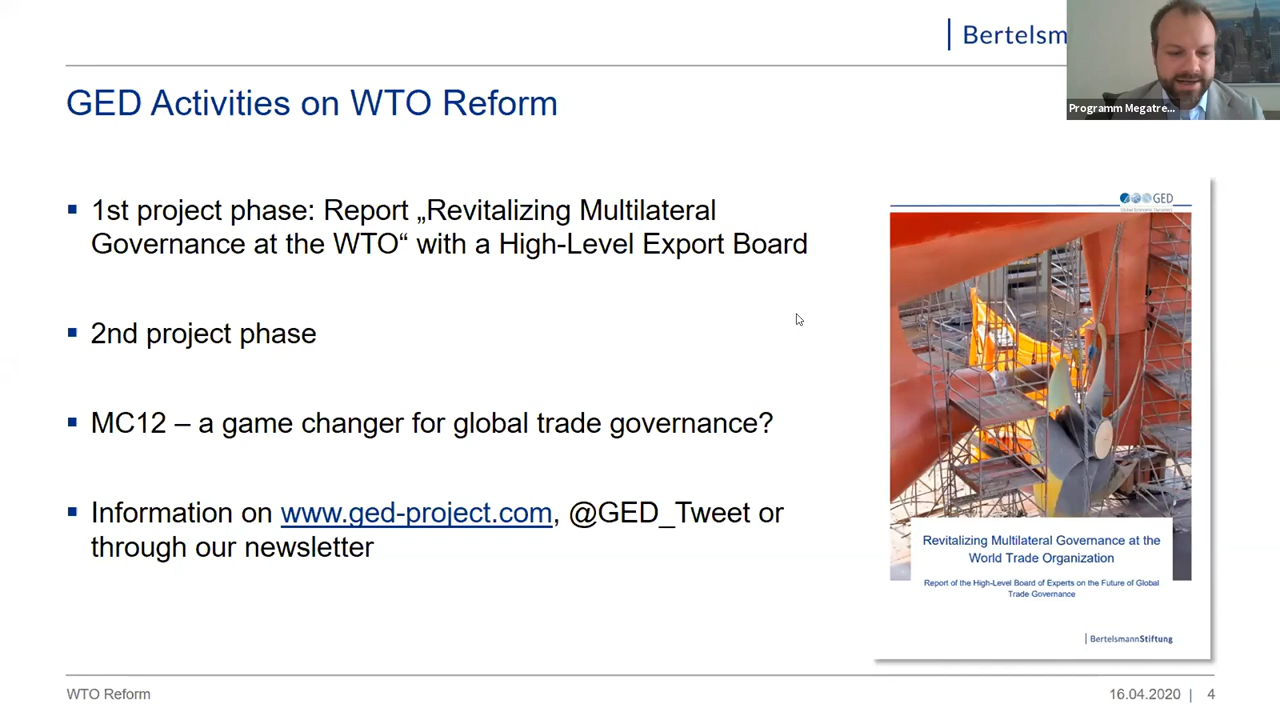 Bertelsm
Programm Megatre...
GED Activities on WTO Reform
▪ 1st project phase: Report „Revitalizing Multilateral
Governance at the WTO“ with a High-Level Export Board
▪ 2nd project phase
▪ MC12 – a game changer for global trade governance?
▪ Information on www.ged-project.com, @GED_Tweet or
through our newsletter
GED
Global Economic Dynamics
Revitalizing Multilateral Governance at the
World Trade Organization
Report of the High-Level Board of Experts on the Future of Global
Trade Governance
BertelsmannStiftung
WTO Reform
16.04.2020 | 4